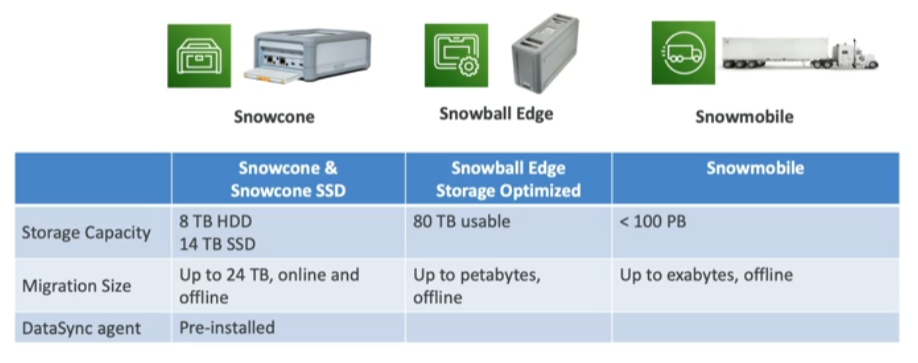 Snowcone
Snowball Edge
Snowmobile
Snowcone &
Snowcone SSD
Snowball Edge
Storage Optimized
Snowmobile
Storage Capacity
8 TB HDD
14 TB SSD
80 TB usable
< 100 PB
Migration Size
Up to 24 TB, online and
offline
Up to petabytes,
offline
Up to exabytes, offline
DataSync agent
Pre-installed